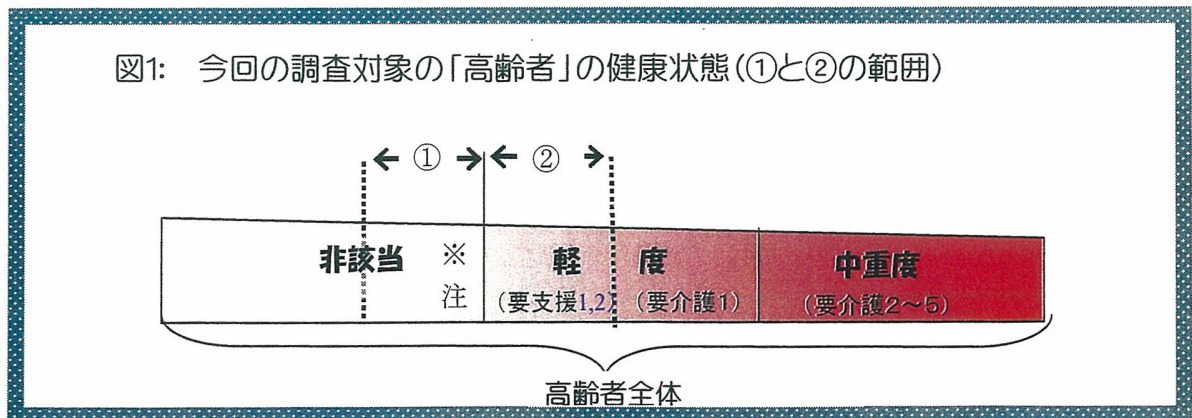 図1: 今回の調査対象の「高齢者」の健康状態(①と②の範囲)
① ②
非該当 ※ 軽 度 中重度
注 (要支援1,2) (要介護1) (要介護2～5)
高齢者全体